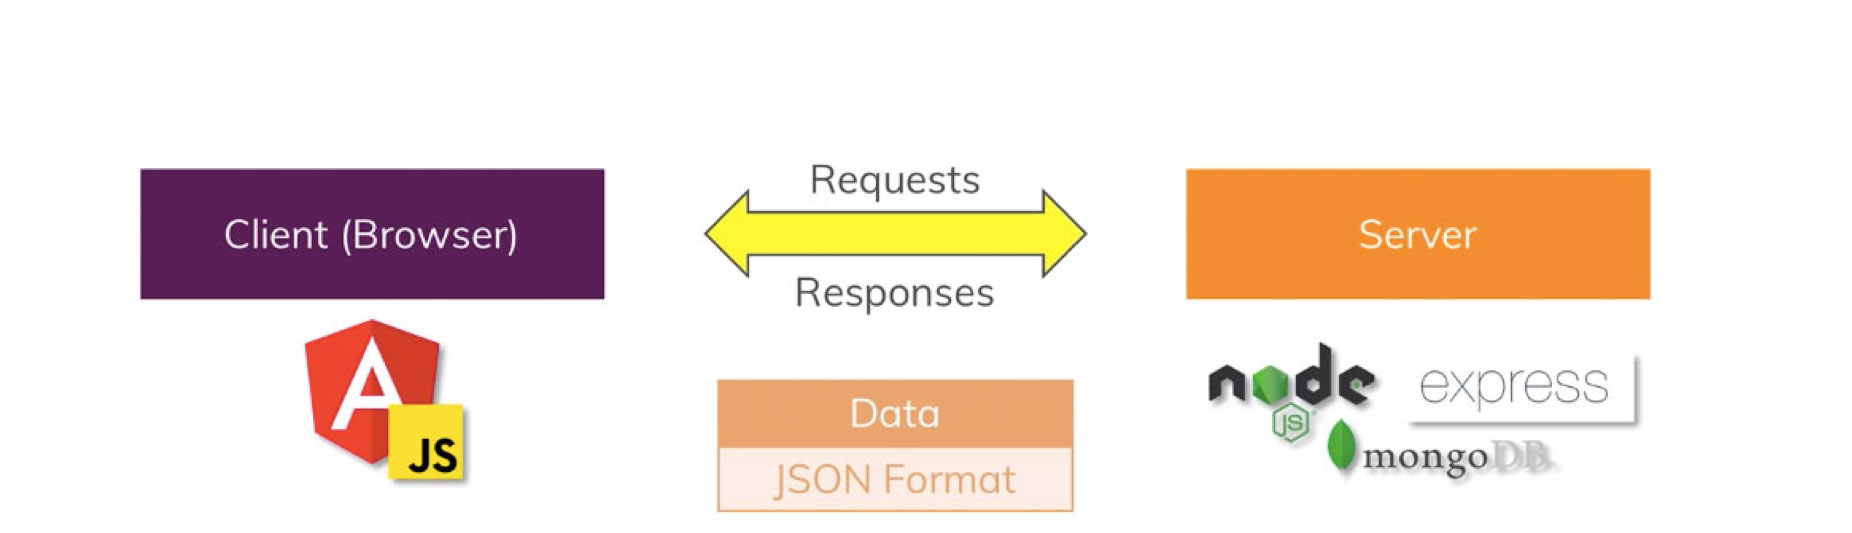 Requests
Client (Browser)
Server
Responses
A
JS
node
JS
express
mongoDB
Data
JSON Format